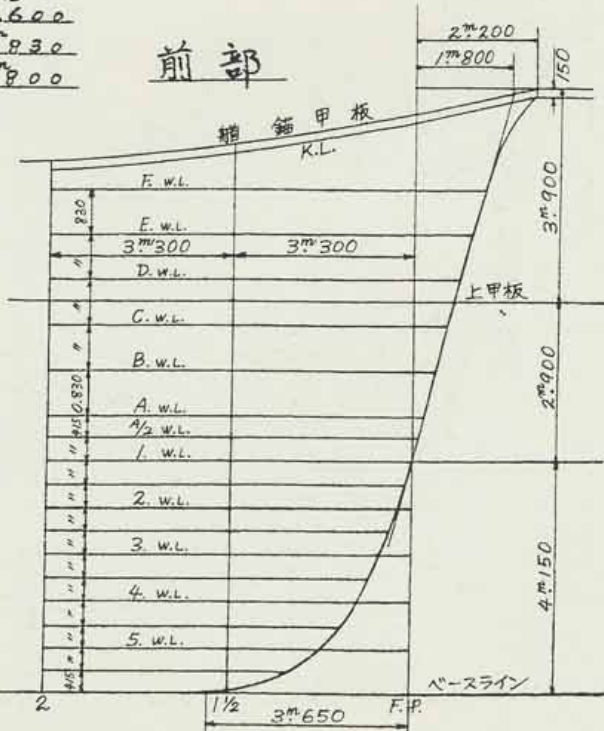 600
930
800
前部
2ᵐ200
1ᵐ800
150
艏錨甲板
K.L.
F. W.L.
830
E. W.L.
3ᵐ300
3ᵐ300
3ᵐ900
〃
D. W.L.
上甲板
〃
C. W.L.
〃
B. W.L.
2ᵐ900
0.830
A. W.L.
415
A/2 W.L.
〃
1. W.L.
〃
〃
2. W.L.
〃
〃
3. W.L.
4ᵐ150
〃
〃
4. W.L.
〃
〃
5. W.L.
〃
415
ベースライン
2
1½
F.P.
3ᵐ650